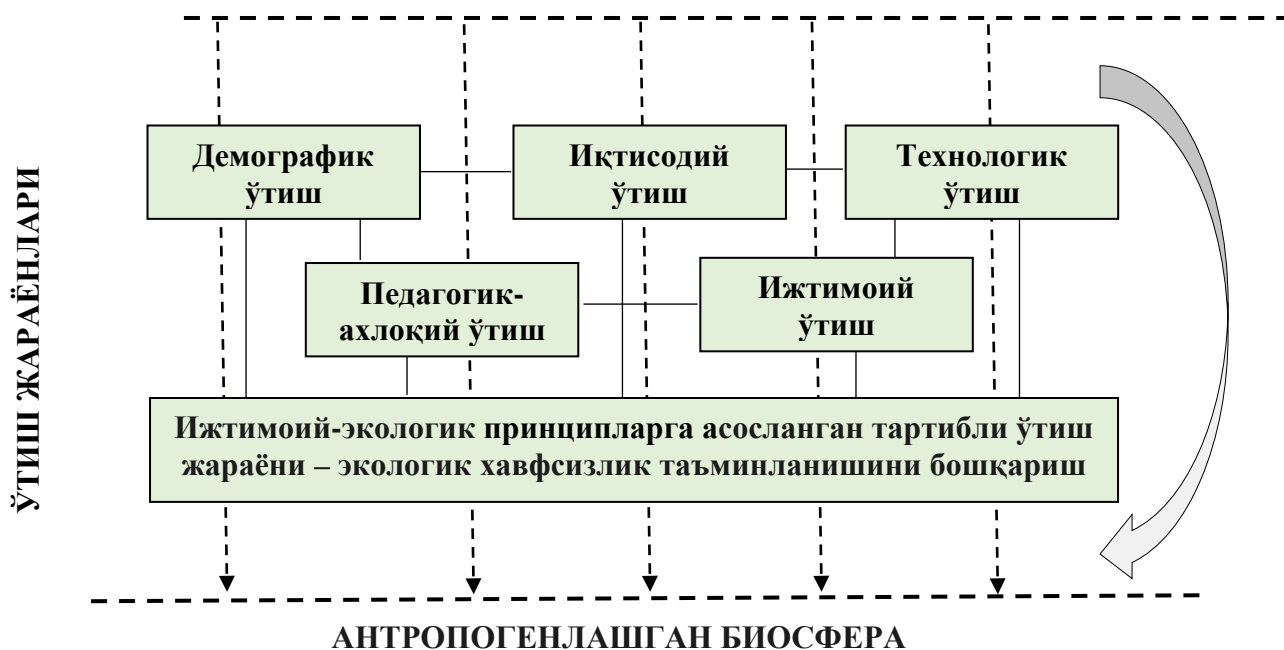 ЎТИШ ЖАРАЁНЛАРИ
Демографик
ўтиш
Иқтисодий
ўтиш
Технологик
ўтиш
Педагогик-
ахлоқий ўтиш
Ижтимоий
ўтиш
Ижтимоий-экологик принципларга асосланган тартибли ўтиш
жараёни – экологик хавфсизлик таъминланишини бошқариш
АНТРОПОГЕНЛАШГАН БИОСФЕРА